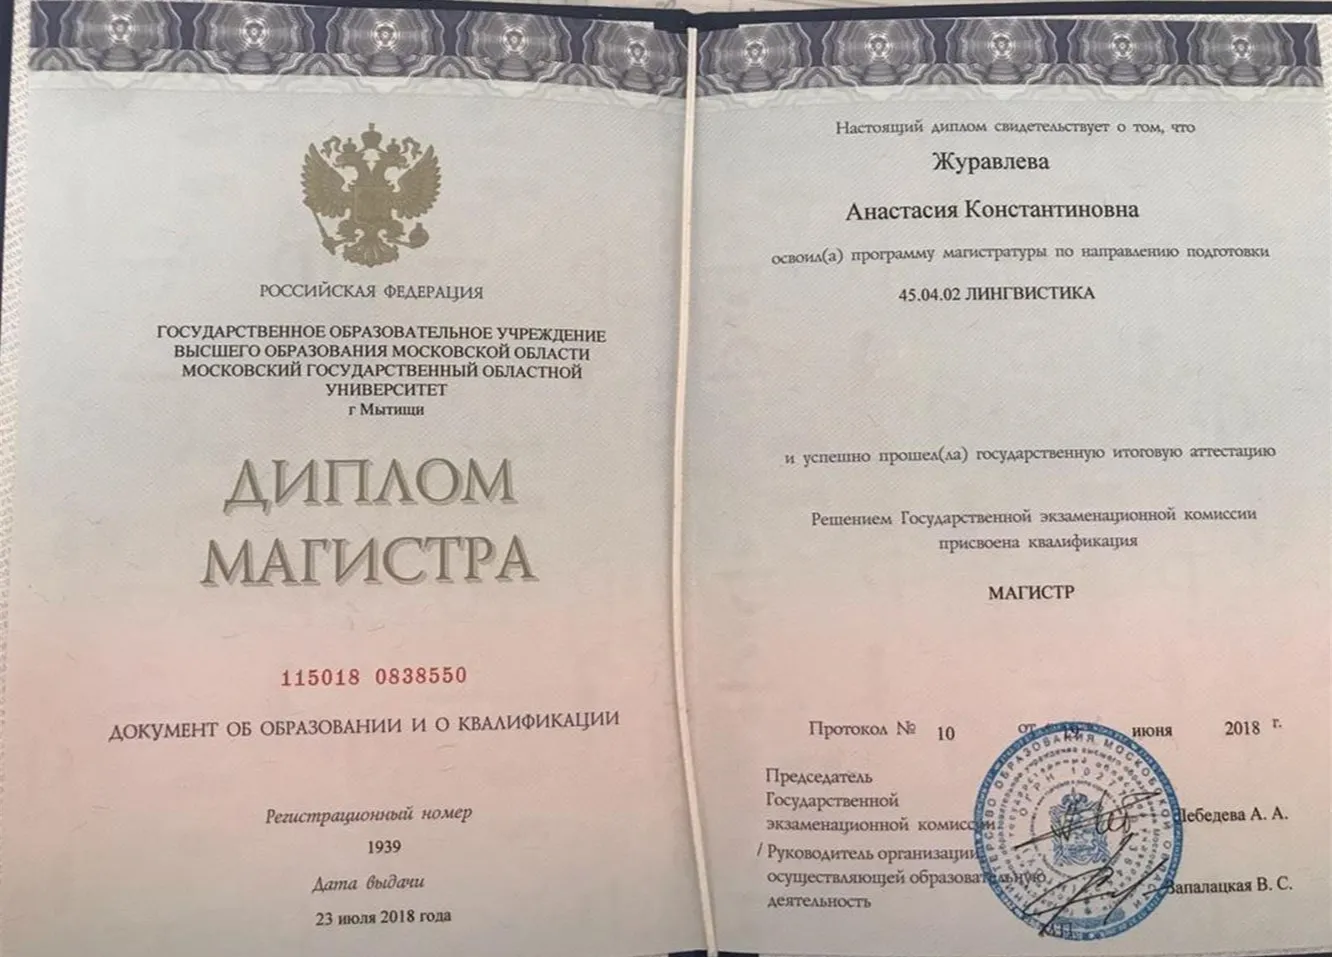 РОССИЙСКАЯ ФЕДЕРАЦИЯ
ГОСУДАРСТВЕННОЕ ОБРАЗОВАТЕЛЬНОЕ УЧРЕЖДЕНИЕ
ВЫСШЕГО ОБРАЗОВАНИЯ МОСКОВСКОЙ ОБЛАСТИ
МОСКОВСКИЙ ГОСУДАРСТВЕННЫЙ ОБЛАСТНОЙ
УНИВЕРСИТЕТ
г Мытищи
ДИПЛОМ
МАГИСТРА
115018 0838550
ДОКУМЕНТ ОБ ОБРАЗОВАНИИ И О КВАЛИФИКАЦИИ
Регистрационный номер
1939
Дата выдачи
23 июля 2018 года
Настоящий диплом свидетельствует о том, что
Журавлева
Анастасия Константиновна
освоил(а) программу магистратуры по направлению подготовки
45.04.02 ЛИНГВИСТИКА
и успешно прошел(ла) государственную итоговую аттестацию
Решением Государственной экзаменационной комиссии
присвоена квалификация
МАГИСТР
Протокол № 10 от 19 июня 2018 г.
Председатель
Государственной
экзаменационной комиссии
Лебедева А. А.
/ Руководитель организации,
осуществляющей образовательную
деятельность
Запалацкая В. С.